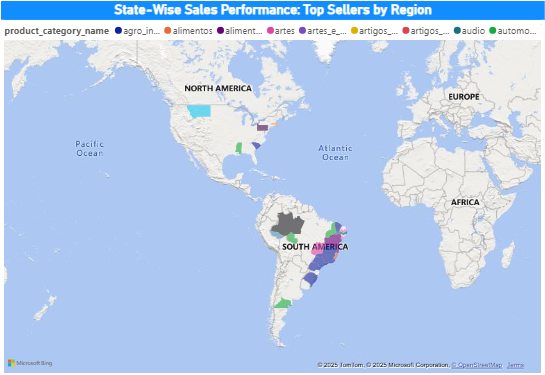 State-Wise Sales Performance: Top Sellers by Region
product_category_name agro_in... alimentos aliment... artes artes_e_... artigos_... artigos_... audio automo...
NORTH AMERICA
EUROPE
Pacific
Ocean
Atlantic
Ocean
AFRICA
SOUTH AMERICA
Microsoft Bing
© 2025 TomTom, © 2025 Microsoft Corporation, © OpenStreetMap Terms